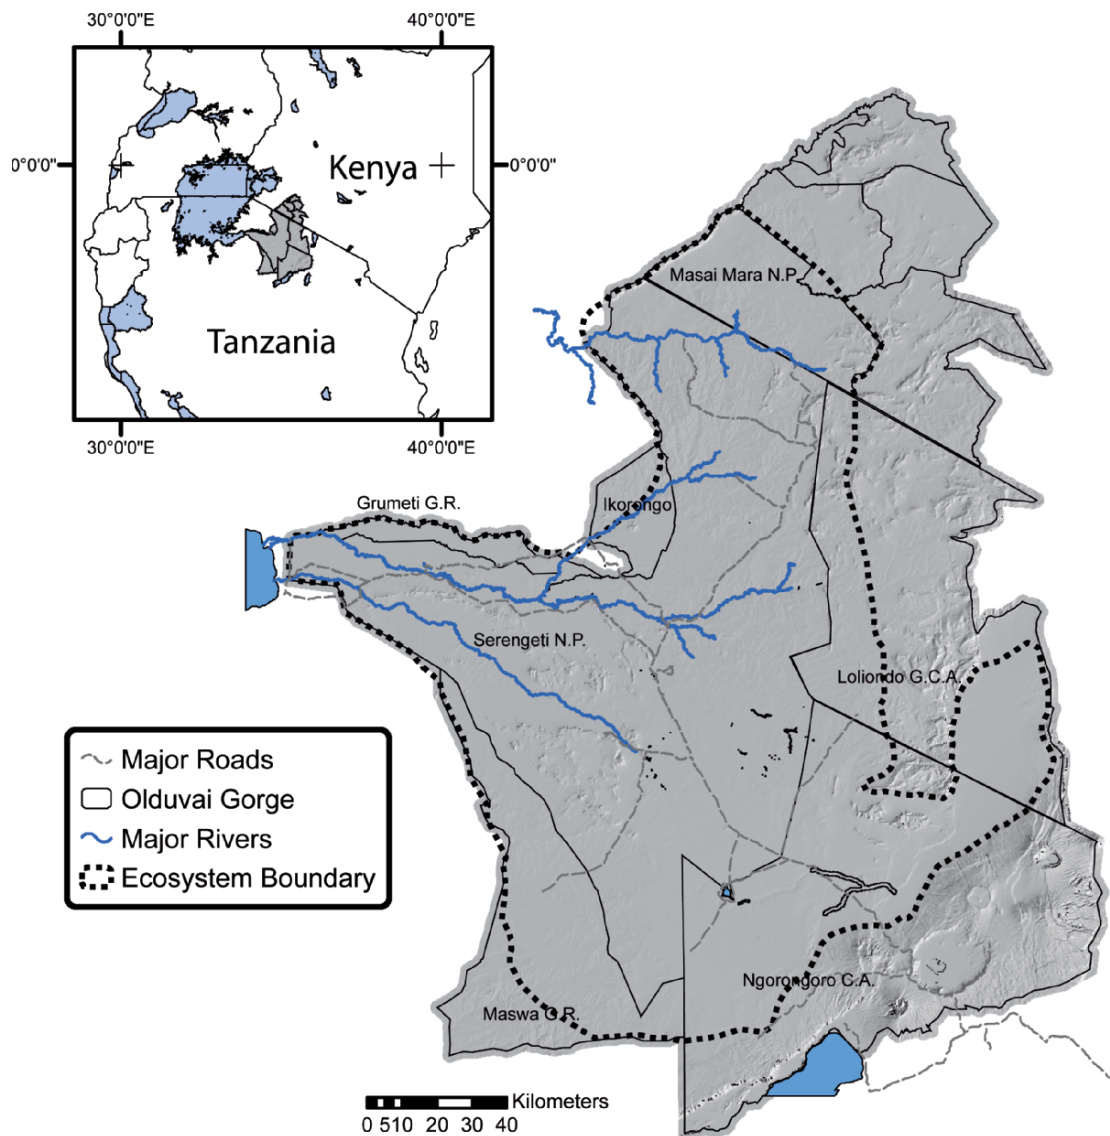 30°0'0"E
40°0'0"E
0°0'0"
0°0'0"
Kenya
Tanzania
30°0'0"E
40°0'0"E
Masai Mara N.P.
Grumeti G.R.
Ikorongo
Serengeti N.P.
Loliondo G.C.A.
Ngorongoro C.A.
Maswa G.R.
Major Roads
Olduvai Gorge
Major Rivers
Ecosystem Boundary
Kilometers
0 510 20 30 40